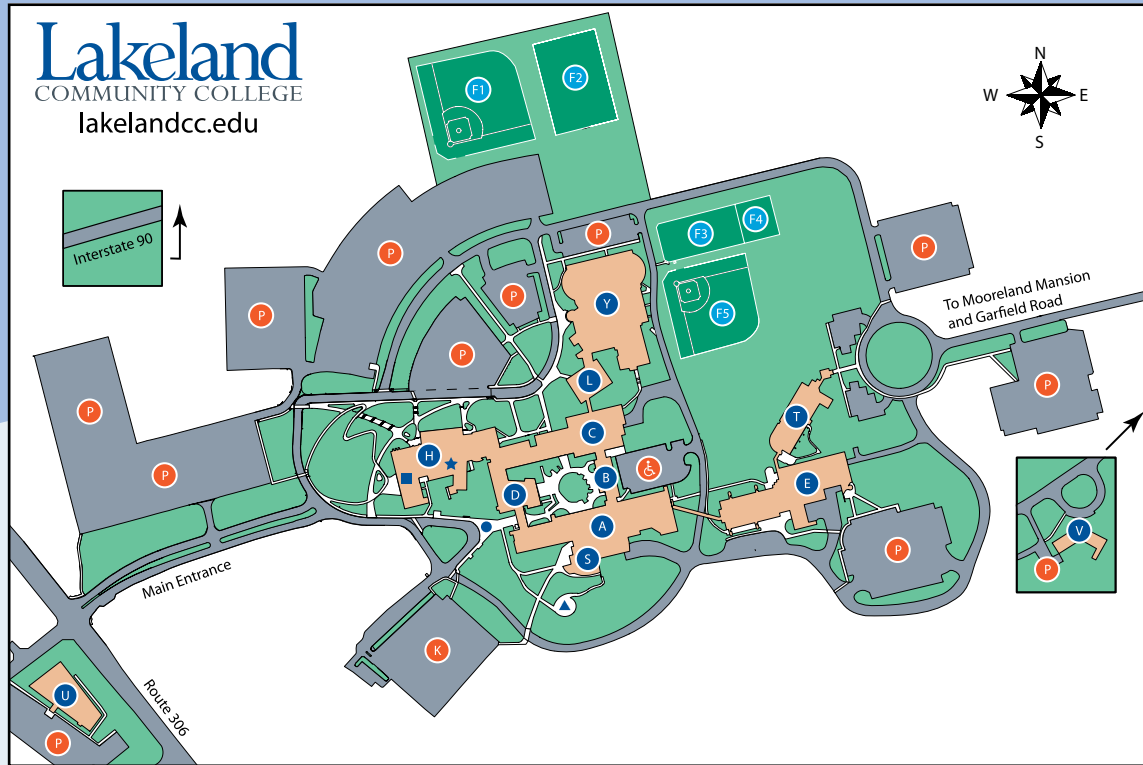 Lakeland
COMMUNITY COLLEGE
lakelandcc.edu
N
W
E
S
F1
F2
Interstate 90
P
F3
F4
P
P
P
Y
To Mooreland Mansion
and Garfield Road
P
F5
P
L
P
P
T
C
H
P
B
E
D
A
P
S
V
P
Main Entrance
K
U
Route 306
P